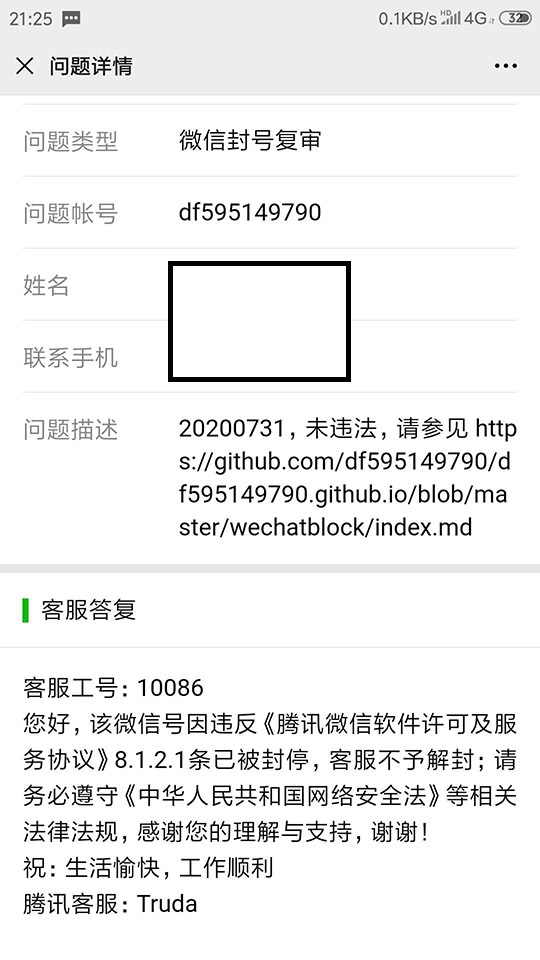 21:25 0.1KB/s HD 4G 32
问题详情
问题类型 微信封号复审
问题帐号 df595149790
姓名
联系手机
问题描述 20200731，未违法，请参见 http
s://github.com/df595149790/d
f595149790.github.io/blob/ma
ster/wechatblock/index.md
客服答复
客服工号：10086
您好，该微信号因违反《腾讯微信软件许可及服
务协议》8.1.2.1条已被封停，客服不予解封；请
务必遵守《中华人民共和国网络安全法》等相关
法律法规，感谢您的理解与支持，谢谢！
祝：生活愉快，工作顺利
腾讯客服：Truda